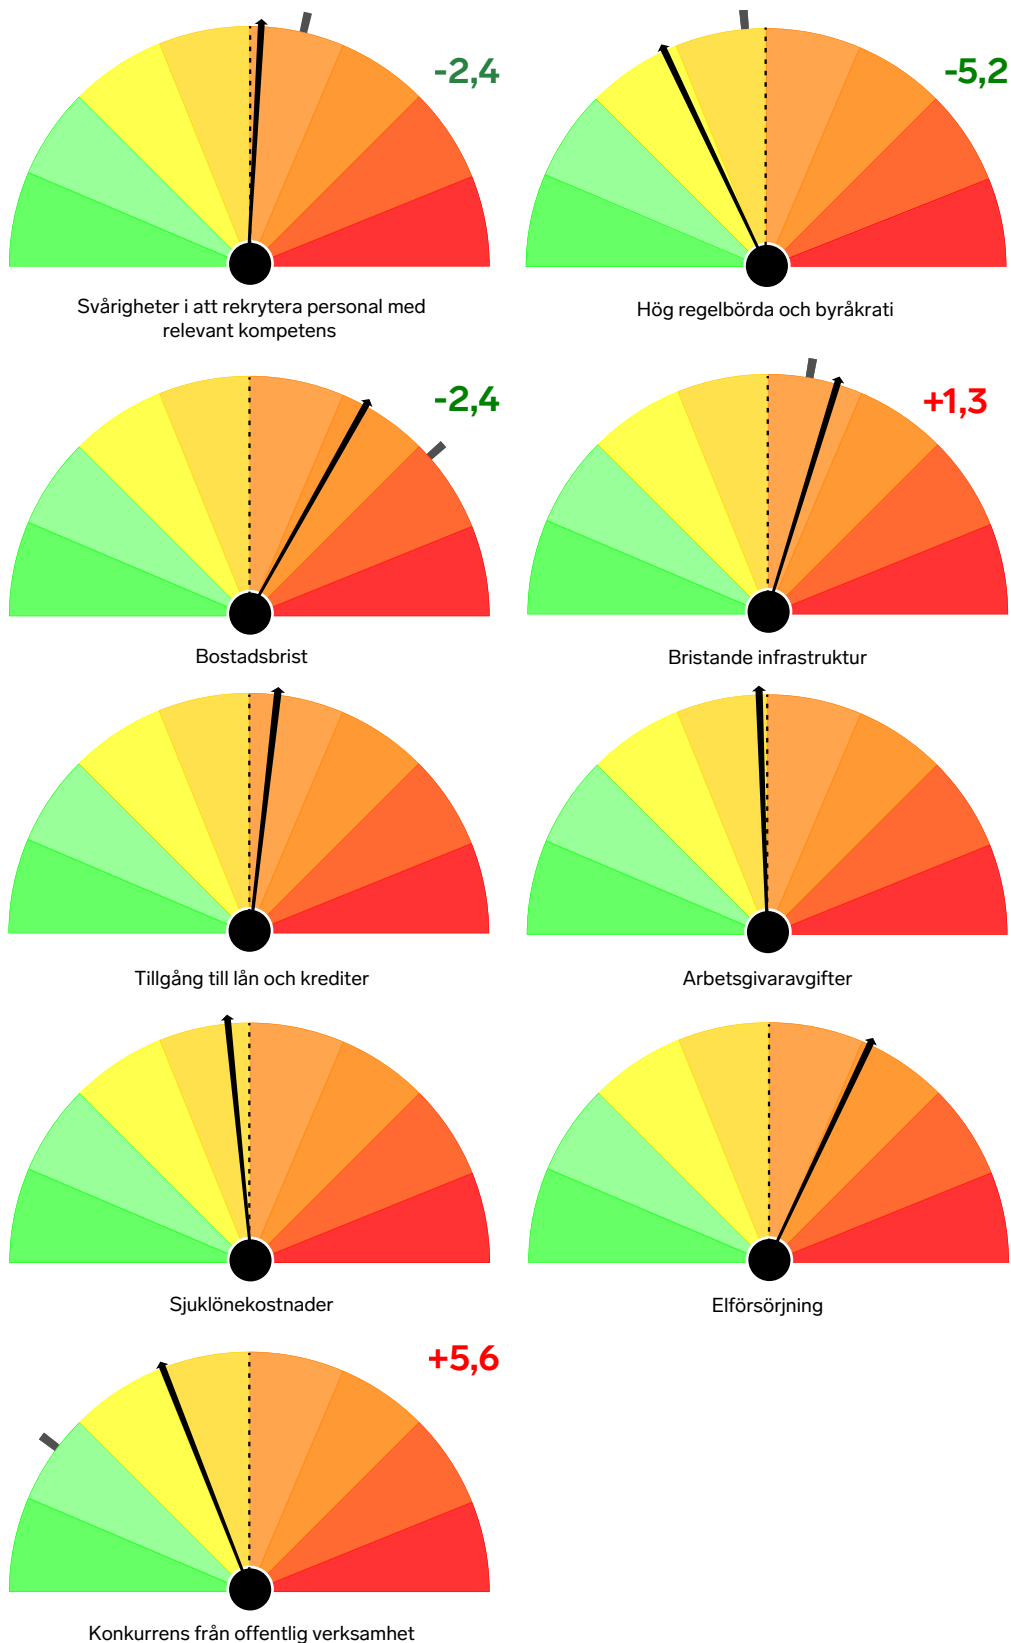 -2,4
-5,2
Svårigheter i att rekrytera personal med
relevant kompetens
Hög regelbörda och byråkrati
-2,4
+1,3
Bostadsbrist
Bristande infrastruktur
Tillgång till lån och krediter
Arbetsgivaravgifter
Sjuklönekostnader
Elförsörjning
+5,6
Konkurrens från offentlig verksamhet